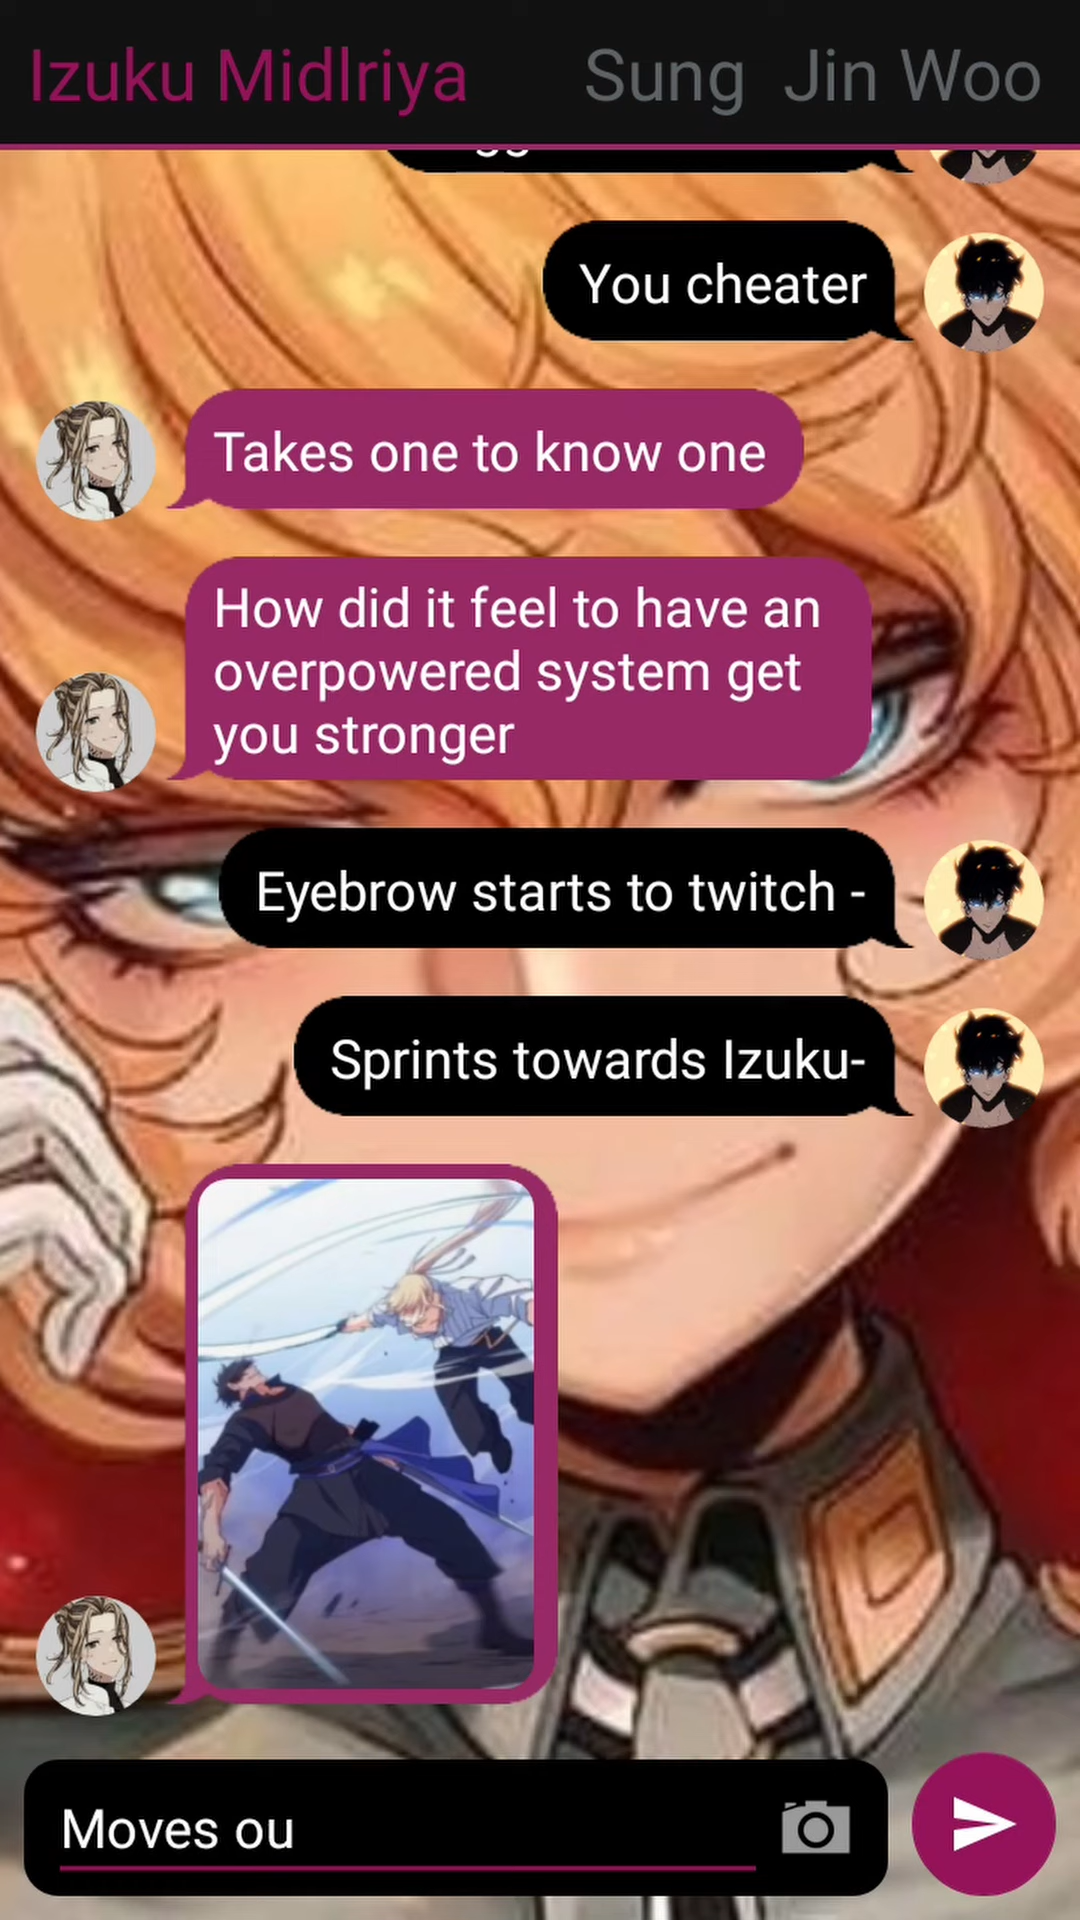 Izuku Midlriya Sung Jin Woo
You cheater
Takes one to know one
How did it feel to have an
overpowered system get
you stronger
Eyebrow starts to twitch -
Sprints towards Izuku-
Moves ou